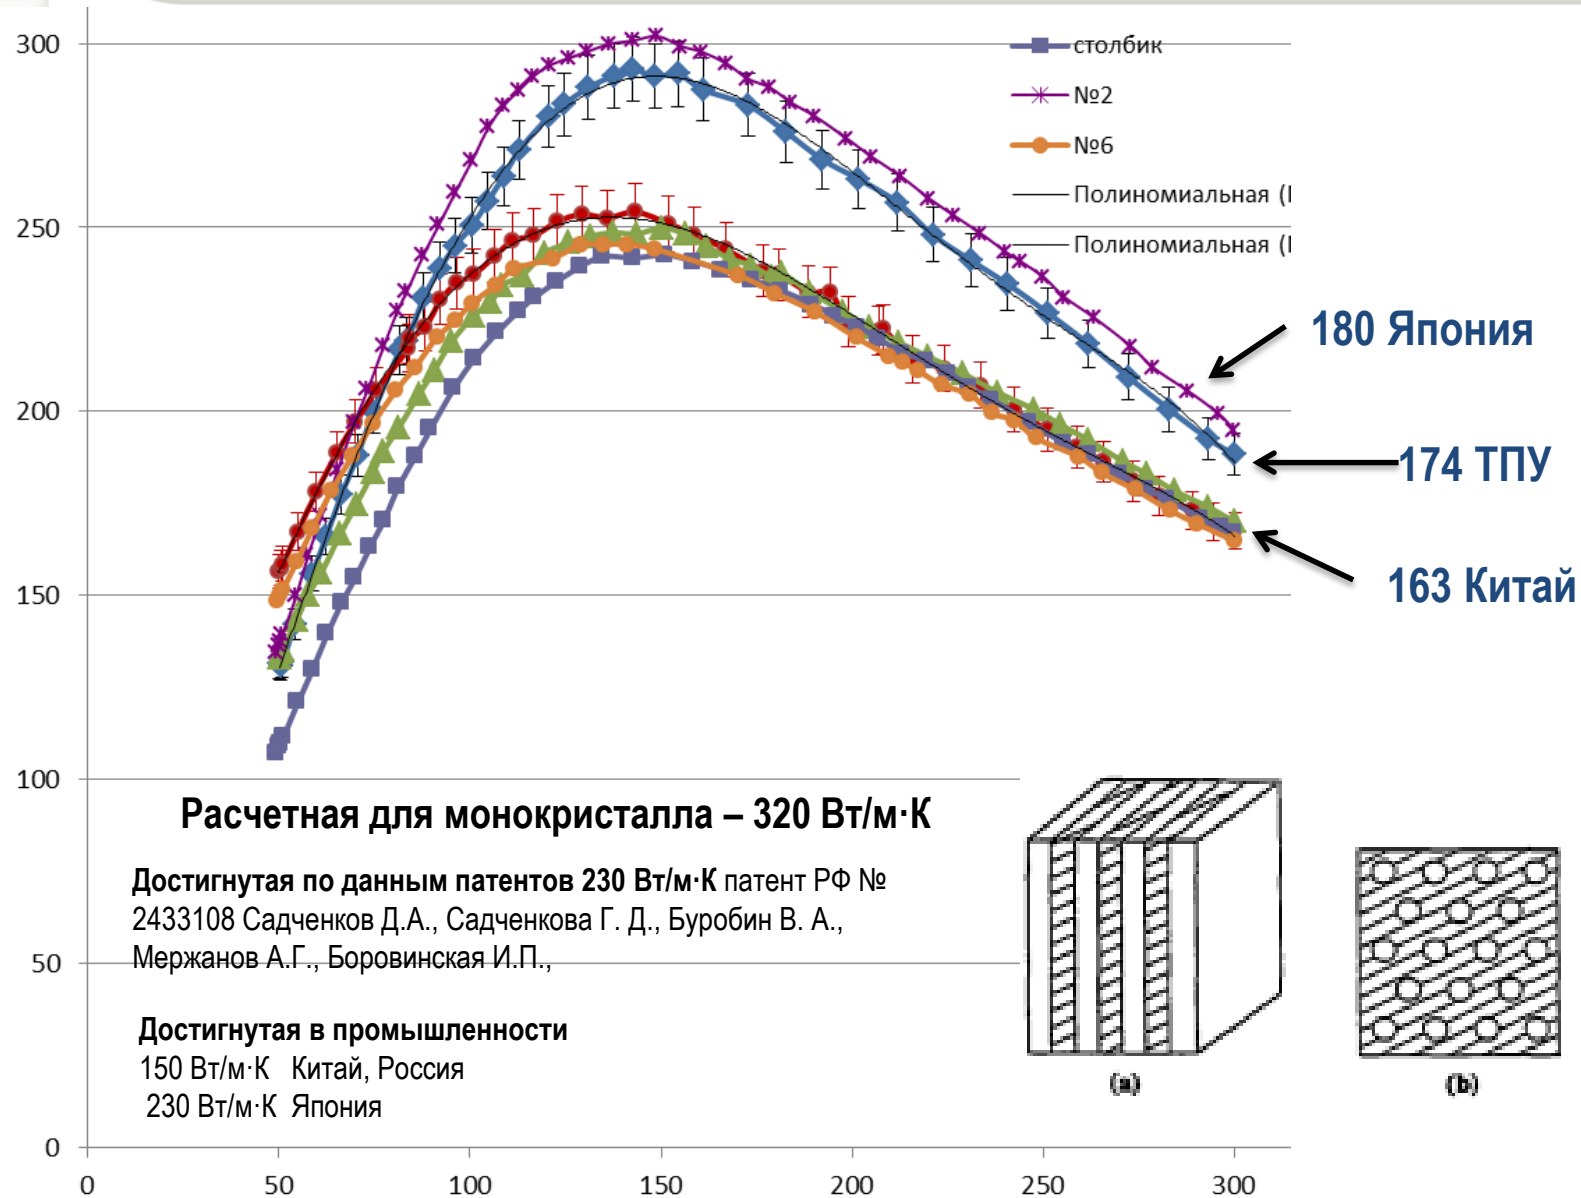 300
250
200
150
100
50
0
0
50
100
150
200
250
300
столбик
№2
№6
Полиномиальная (
Полиномиальная (
180 Япония
174 ТПУ
163 Китай
Расчетная для монокристалла – 320 Вт/м·К
Достигнутая по данным патентов 230 Вт/м·К патент РФ №
2433108 Садченков Д.А., Садченкова Г. Д., Буробин В. А.,
Мержанов А.Г., Боровинская И.П.,
Достигнутая в промышленности
150 Вт/м·К Китай, Россия
230 Вт/м·К Япония
(a)
(b)